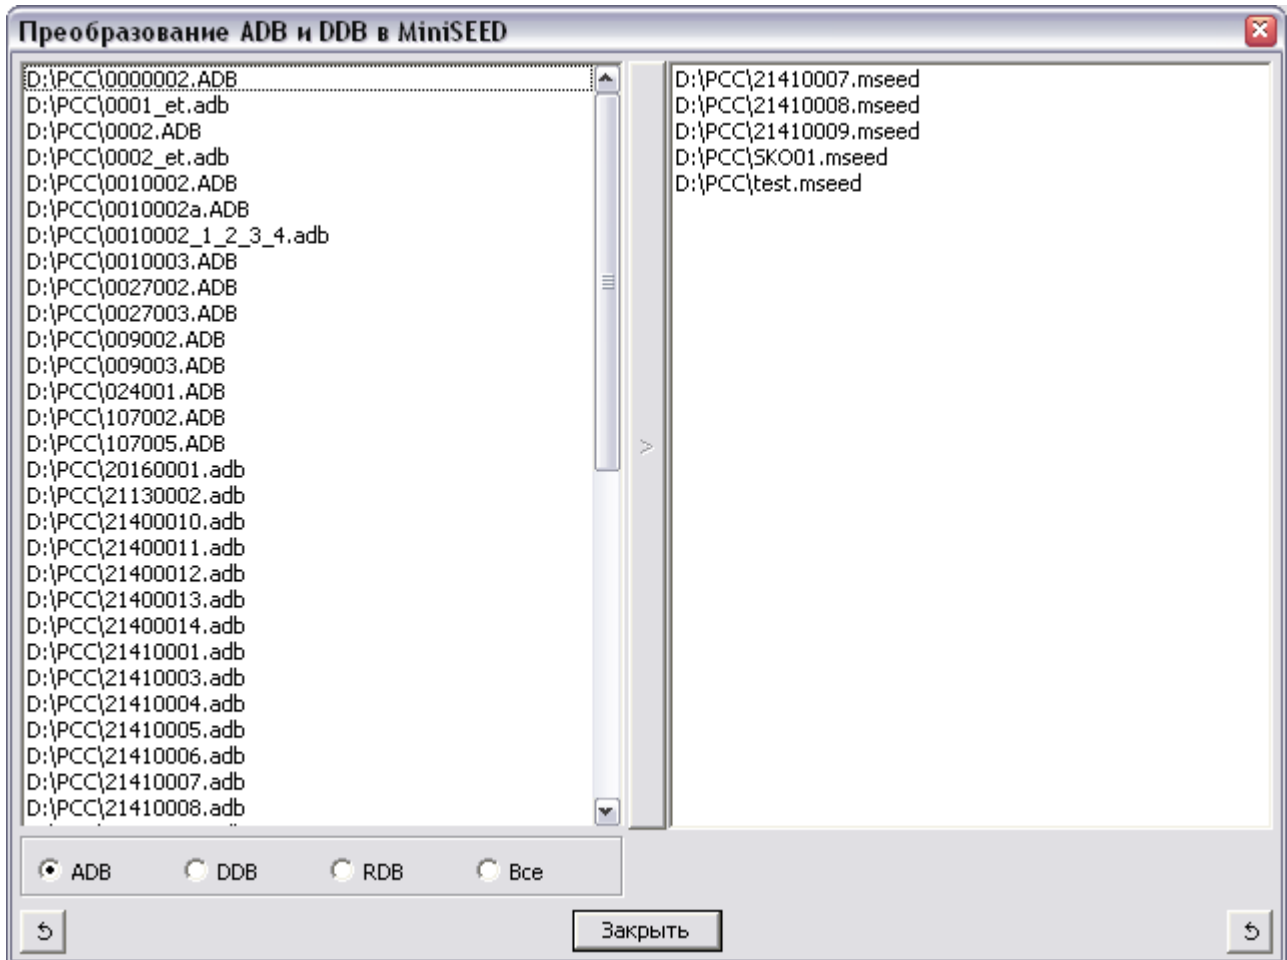 Преобразование ADB и DDB в MiniSEED
D:\PCC\0000002.ADB
D:\PCC\0001_et.adb
D:\PCC\0002.ADB
D:\PCC\0002_et.adb
D:\PCC\0010002.ADB
D:\PCC\0010002a.ADB
D:\PCC\0010002_1_2_3_4.adb
D:\PCC\0010003.ADB
D:\PCC\0027002.ADB
D:\PCC\0027003.ADB
D:\PCC\009002.ADB
D:\PCC\009003.ADB
D:\PCC\024001.ADB
D:\PCC\107002.ADB
D:\PCC\107005.ADB
D:\PCC\20160001.adb
D:\PCC\21130002.adb
D:\PCC\21400010.adb
D:\PCC\21400011.adb
D:\PCC\21400012.adb
D:\PCC\21400013.adb
D:\PCC\21400014.adb
D:\PCC\21410001.adb
D:\PCC\21410003.adb
D:\PCC\21410004.adb
D:\PCC\21410005.adb
D:\PCC\21410006.adb
D:\PCC\21410007.adb
D:\PCC\21410008.adb
>
D:\PCC\21410007.mseed
D:\PCC\21410008.mseed
D:\PCC\21410009.mseed
D:\PCC\SKO01.mseed
D:\PCC\test.mseed
ADB DDB RDB Все
Закрыть